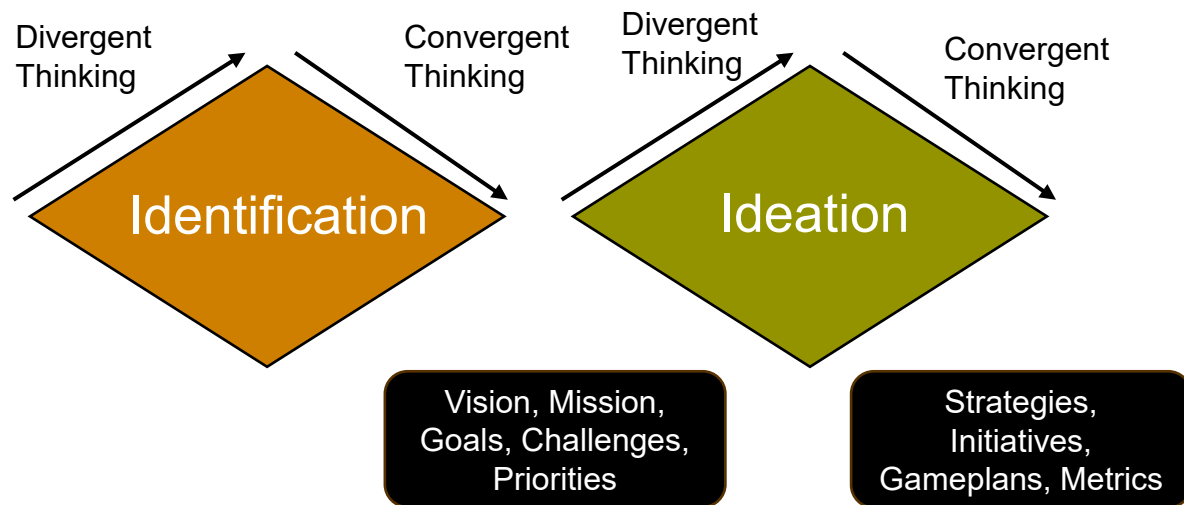 Divergent
Thinking
Convergent
Thinking
Divergent
Thinking
Convergent
Thinking
Identification
Ideation
Vision, Mission,
Goals, Challenges,
Priorities
Strategies,
Initiatives,
Gameplans, Metrics